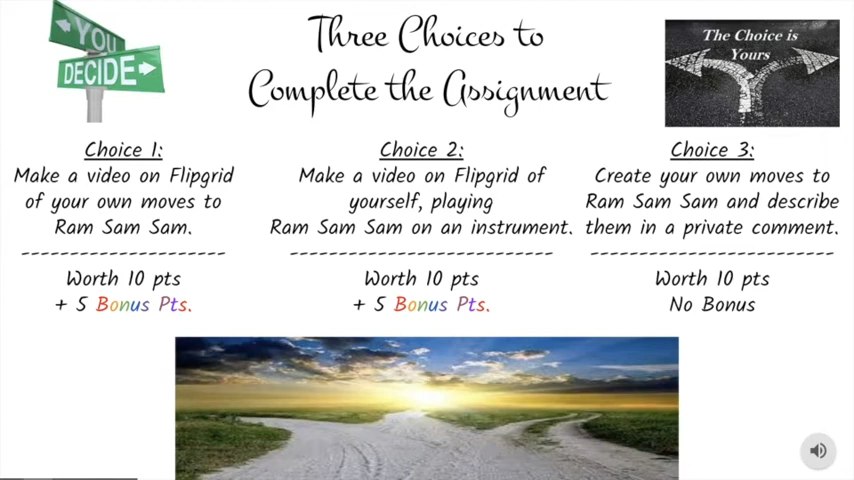 YOU
DECIDE
Three Choices to
Complete the Assignment
The Choice is
Yours
Choice 1:
Make a video on Flipgrid
of your own moves to
Ram Sam Sam.
-----------------------
Worth 10 pts
+ 5 Bonus Pts.
Choice 2:
Make a video on Flipgrid of
yourself, playing
Ram Sam Sam on an instrument.
-----------------------------
Worth 10 pts
+ 5 Bonus Pts.
Choice 3:
Create your own moves to
Ram Sam Sam and describe
them in a private comment.
---------------------------
Worth 10 pts
No Bonus